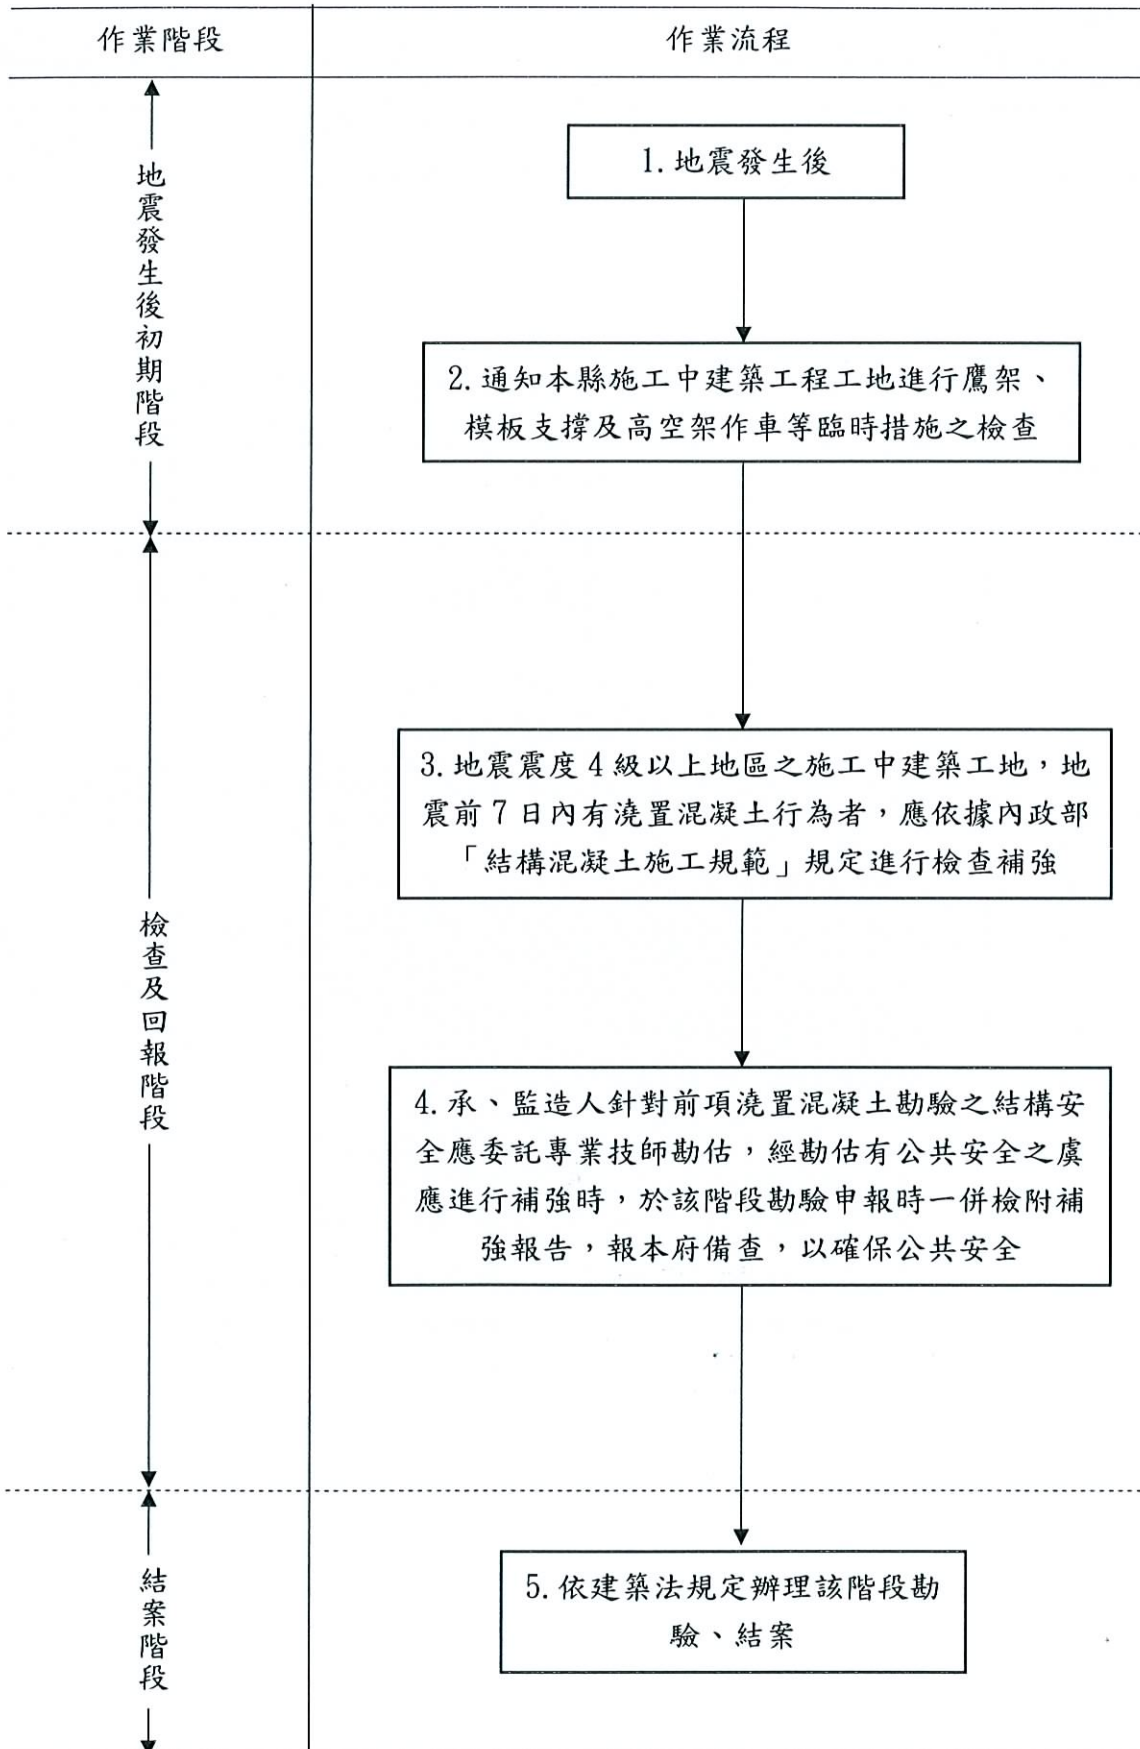 作業階段
作業流程
地震發生後初期階段
1.地震發生後
2.通知本縣施工中建築工程工地進行鷹架、
模板支撐及高空架作車等臨時措施之檢查
檢查及回報階段
3.地震震度4級以上地區之施工中建築工地，地
震前7日內有澆置混凝土行為者，應依據內政部
「結構混凝土施工規範」規定進行檢查補強
4.承、監造人針對前項澆置混凝土勘驗之結構安
全應委託專業技師勘估，經勘估有公共安全之虞
應進行補強時，於該階段勘驗申報時一併檢附補
強報告，報本府備查，以確保公共安全
結案階段
5.依建築法規定辦理該階段勘
驗、結案